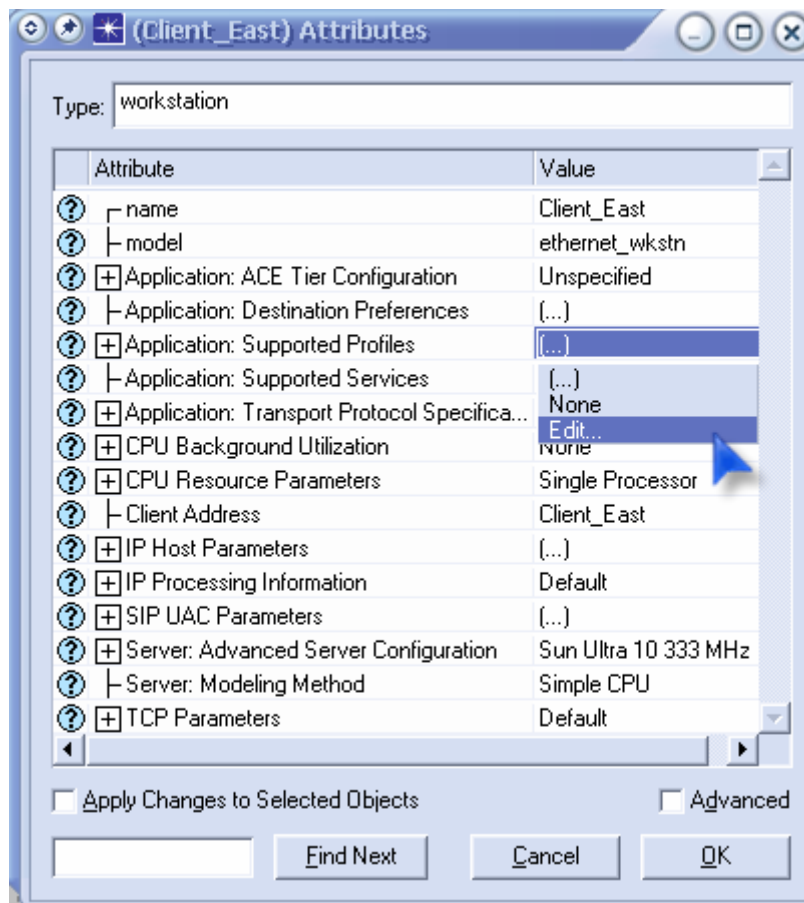 (Client_East) Attributes
Type: workstation
Attribute Value
name Client_East
model ethernet_wkstn
Application: ACE Tier Configuration Unspecified
Application: Destination Preferences (...)
Application: Supported Profiles (...)
Application: Supported Services (...)
None
Application: Transport Protocol Specifica... Edit...
CPU Background Utilization None
CPU Resource Parameters Single Processor
Client Address Client_East
IP Host Parameters (...)
IP Processing Information Default
SIP UAC Parameters (...)
Server: Advanced Server Configuration Sun Ultra 10 333 MHz
Server: Modeling Method Simple CPU
TCP Parameters Default
Apply Changes to Selected Objects Advanced
Find Next Cancel OK